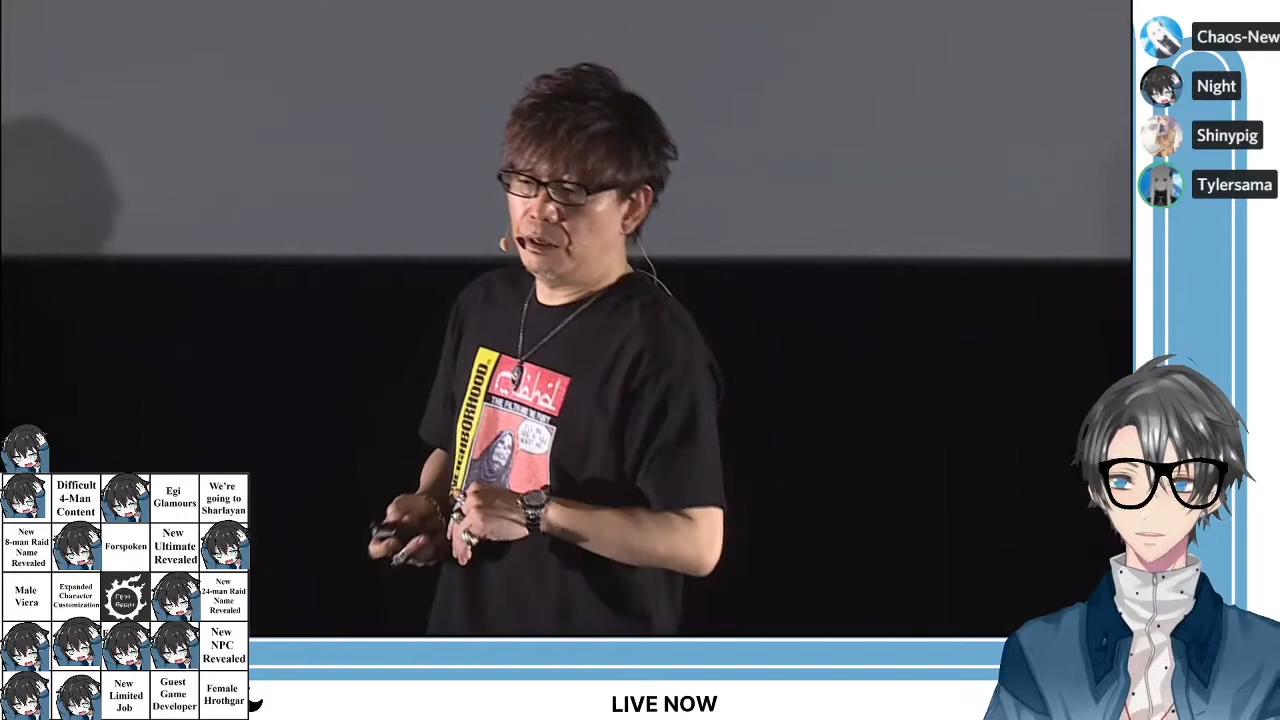 Chaos-New
Night
Shinypig
Tylersama
NEIGHBORHOOD
Difficult
4-Man
Content
Egi
Glamours
We're
going to
Sharlayan
New
8-man Raid
Name
Revealed
Forspoken
New
Ultimate
Revealed
Male
Viera
Expanded
Character
Customization
New
24-man Raid
Name
Revealed
New
NPC
Revealed
New
Limited
Job
Guest
Game
Developer
Female
Hrothgar
LIVE NOW